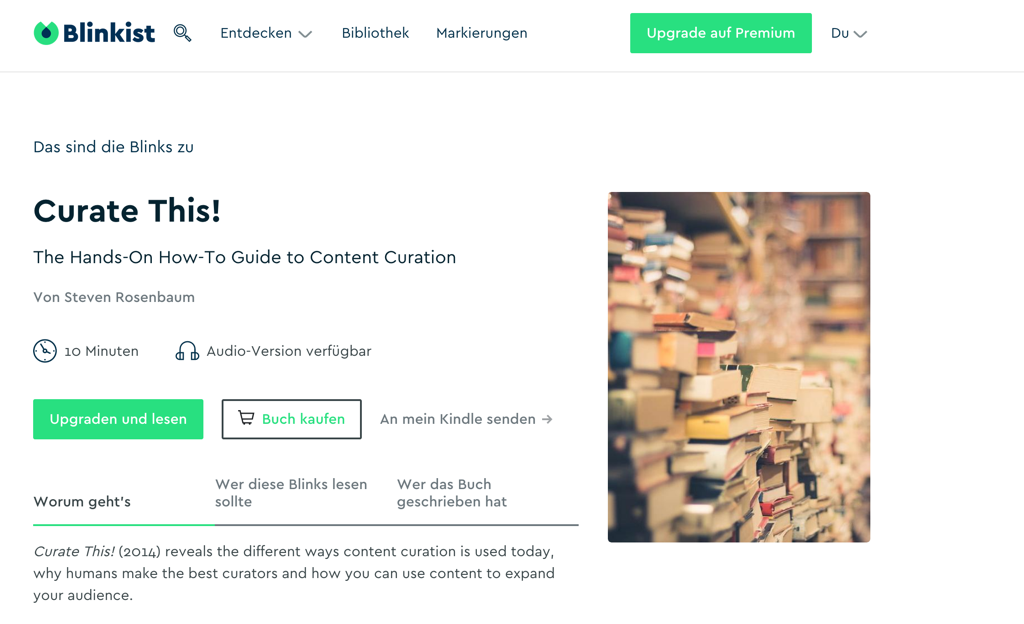 Blinkist
Entdecken
Bibliothek
Markierungen
Upgrade auf Premium
Du
Das sind die Blinks zu
Curate This!
The Hands-On How-To Guide to Content Curation
Von Steven Rosenbaum
10 Minuten
Audio-Version verfügbar
Upgraden und lesen
Buch kaufen
An mein Kindle senden →
Worum geht's
Wer diese Blinks lesen
sollte
Wer das Buch
geschrieben hat
Curate This! (2014) reveals the different ways content curation is used today,
why humans make the best curators and how you can use content to expand
your audience.